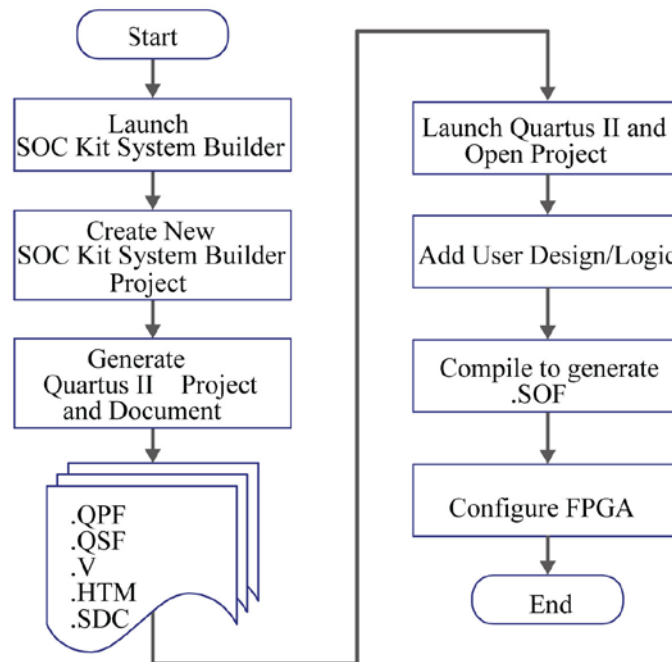 Start
Launch
SOC Kit System Builder
Create New
SOC Kit System Builder
Project
Generate
Quartus II Project
and Document
.QPF
.QSF
.V
.HTM
.SDC
Launch Quartus II and
Open Project
Add User Design/Logic
Compile to generate
.SOF
Configure FPGA
End